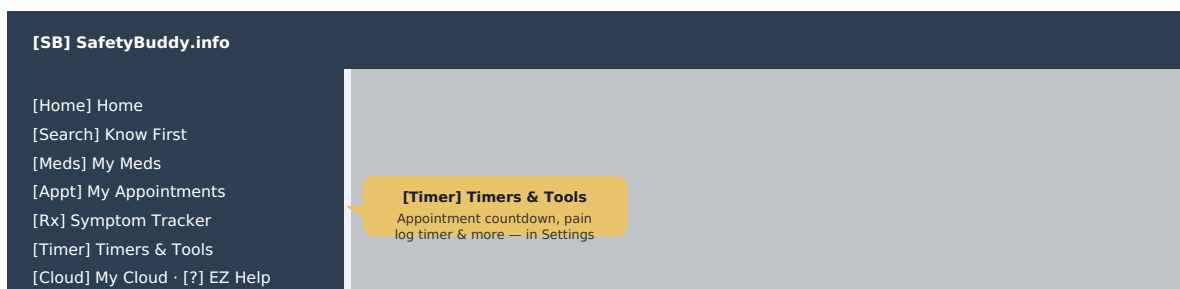 [SB] SafetyBuddy.info
[Home] Home
[Search] Know First
[Meds] My Meds
[Appt] My Appointments
[Rx] Symptom Tracker
[Timer] Timers & Tools
[Cloud] My Cloud · [?] EZ Help
[Timer] Timers & Tools
Appointment countdown, pain
log timer & more — in Settings